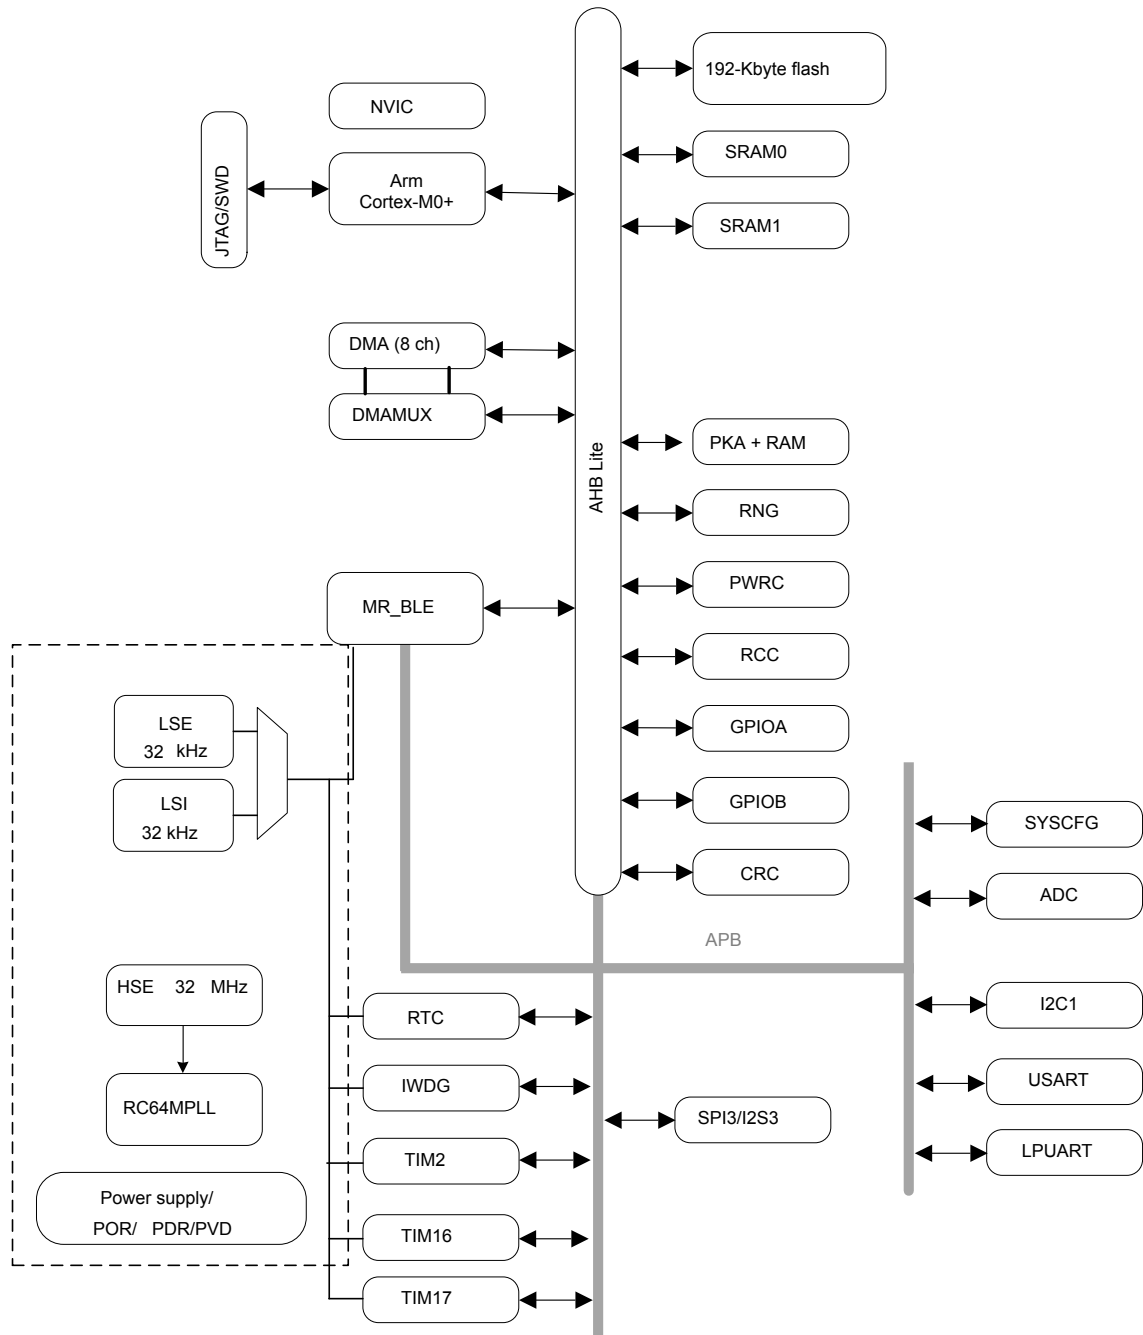 192-Kbyte flash
NVIC
SRAM0
JTAG/SWD
Arm
Cortex-M0+
SRAM1
DMA (8 ch)
DMAMUX
AHB Lite
PKA + RAM
RNG
MR_BLE
PWRC
RCC
LSE
32 kHz
GPIOA
LSI
32 kHz
GPIOB
SYSCFG
CRC
ADC
APB
HSE 32 MHz
RTC
I2C1
RC64MPLL
IWDG
USART
SPI3/I2S3
TIM2
LPUART
Power supply/
POR/ PDR/PVD
TIM16
TIM17